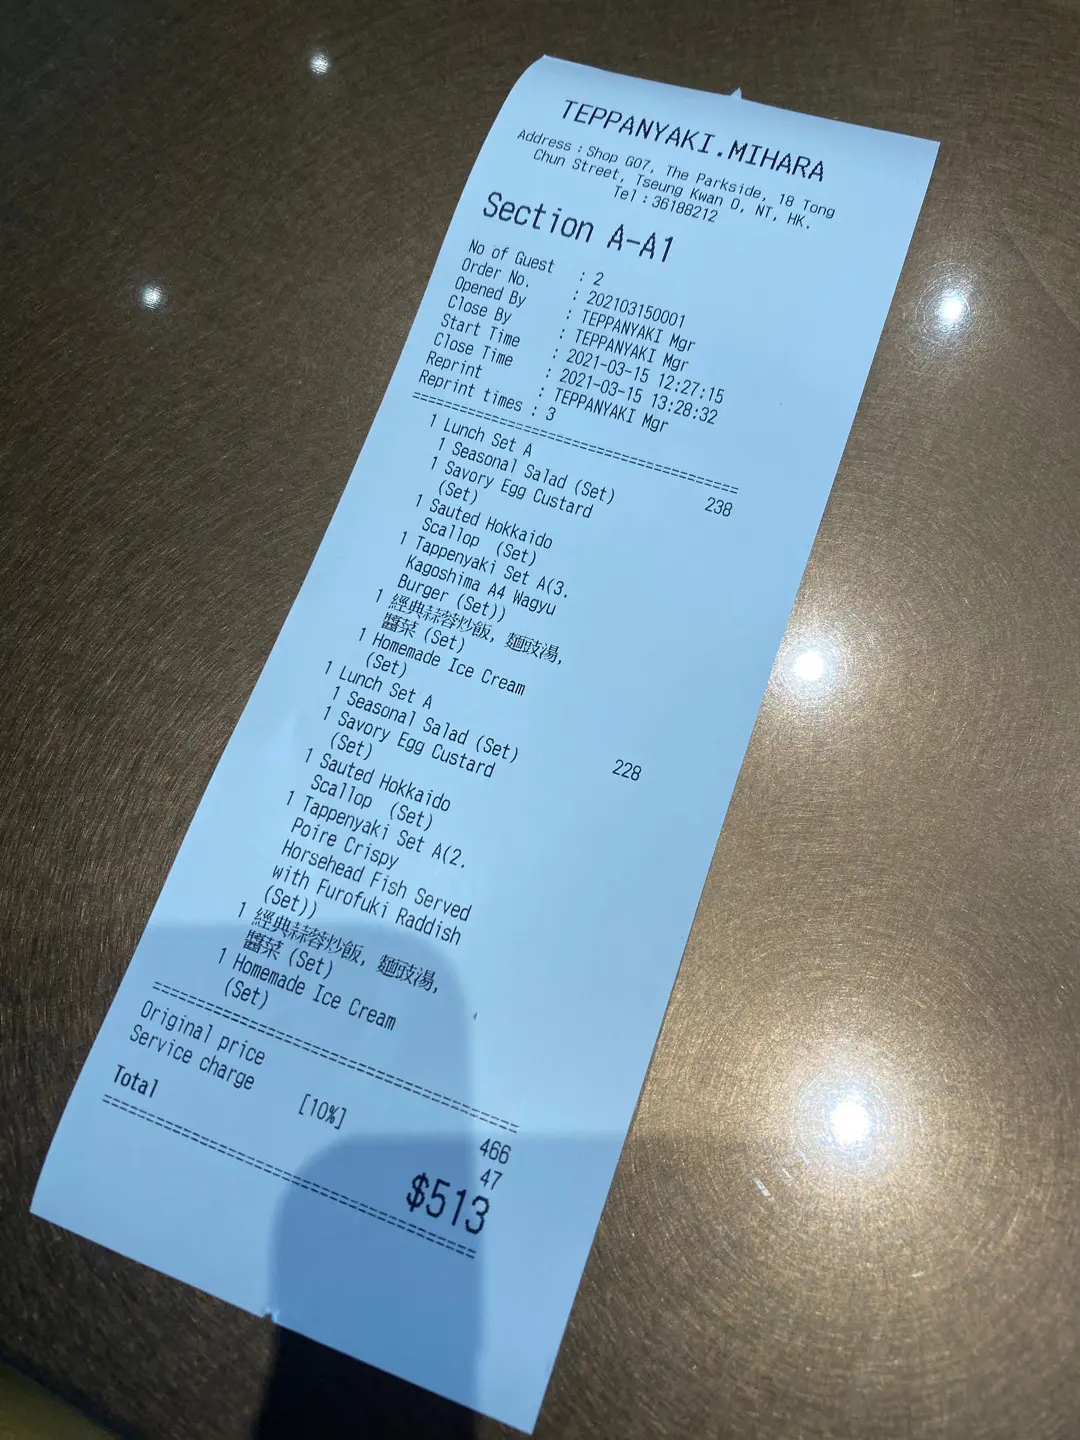 TEPPANYAKI.MIHARA
Address : Shop G07, The Parkside, 18 Tong
Chun Street, Tseung Kwan O, NT, HK.
Tel : 36188212
Section A-A1
No of Guest : 2
Order No. : 202103150001
Opened By : TEPPANYAKI Mgr
Close By : TEPPANYAKI Mgr
Start Time : 2021-03-15 12:27:15
Close Time : 2021-03-15 13:28:32
Reprint : TEPPANYAKI Mgr
Reprint times : 3
1 Lunch Set A 238
1 Seasonal Salad (Set)
1 Savory Egg Custard
(Set)
1 Sauted Hokkaido
Scallop (Set)
1 Tappenyaki Set A(3.
Kagoshima A4 Wagyu
Burger (Set))
1 經典蒜蓉炒飯, 麵豉湯,
醬菜 (Set)
1 Homemade Ice Cream
(Set)
1 Lunch Set A 228
1 Seasonal Salad (Set)
1 Savory Egg Custard
(Set)
1 Sauted Hokkaido
Scallop (Set)
1 Tappenyaki Set A(2.
Poire Crispy
Horsehead Fish Served
with Furofuki Raddish
(Set))
1 經典蒜蓉炒飯, 麵豉湯,
醬菜 (Set)
1 Homemade Ice Cream
(Set)
Original price 466
Service charge [10%] 47
Total $513